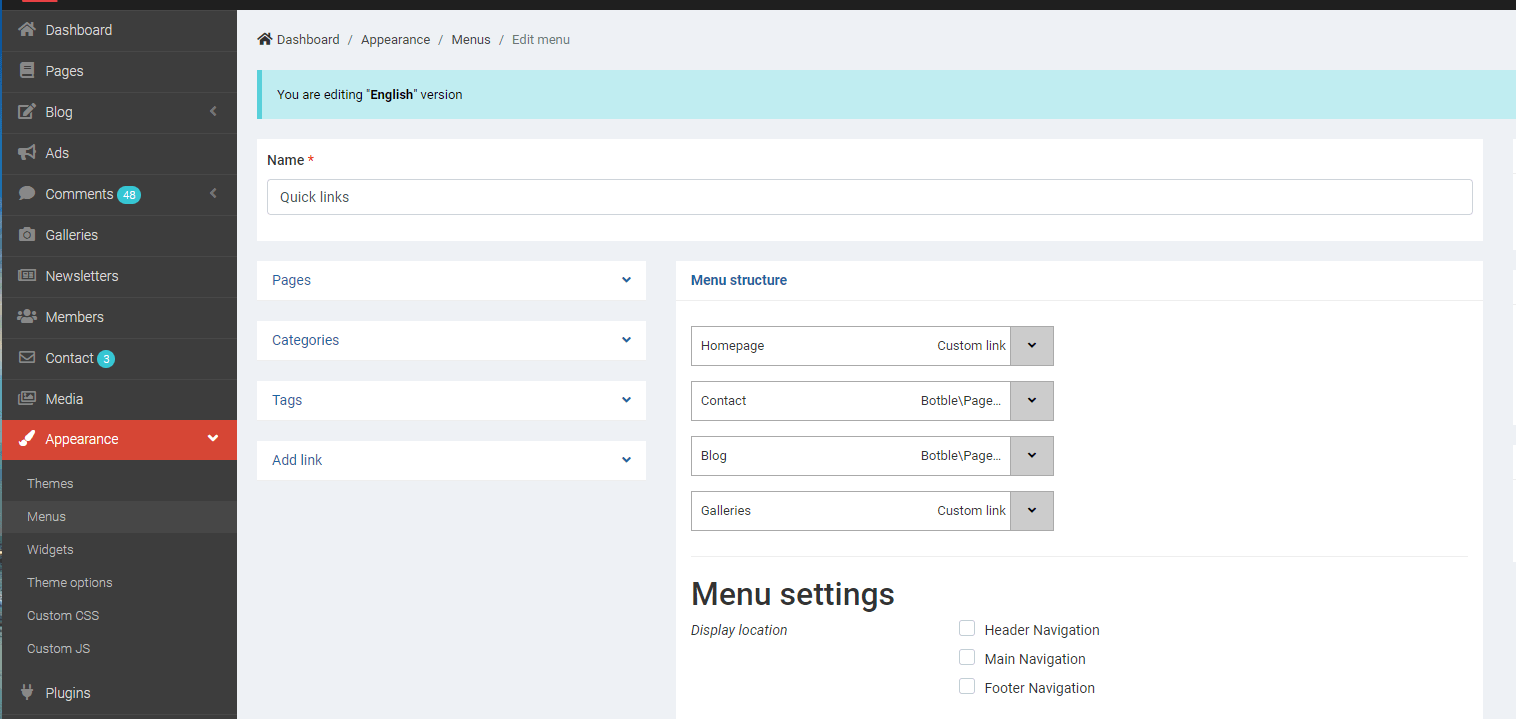 Dashboard
Pages
Blog
Ads
Comments 48
Galleries
Newsletters
Members
Contact 3
Media
Appearance
Themes
Menus
Widgets
Theme options
Custom CSS
Custom JS
Plugins
Dashboard / Appearance / Menus / Edit menu
You are editing "English" version
Name *
Quick links
Pages
Categories
Tags
Add link
Menu structure
Homepage Custom link
Contact Botble\Page...
Blog Botble\Page...
Galleries Custom link
Menu settings
Display location
Header Navigation
Main Navigation
Footer Navigation